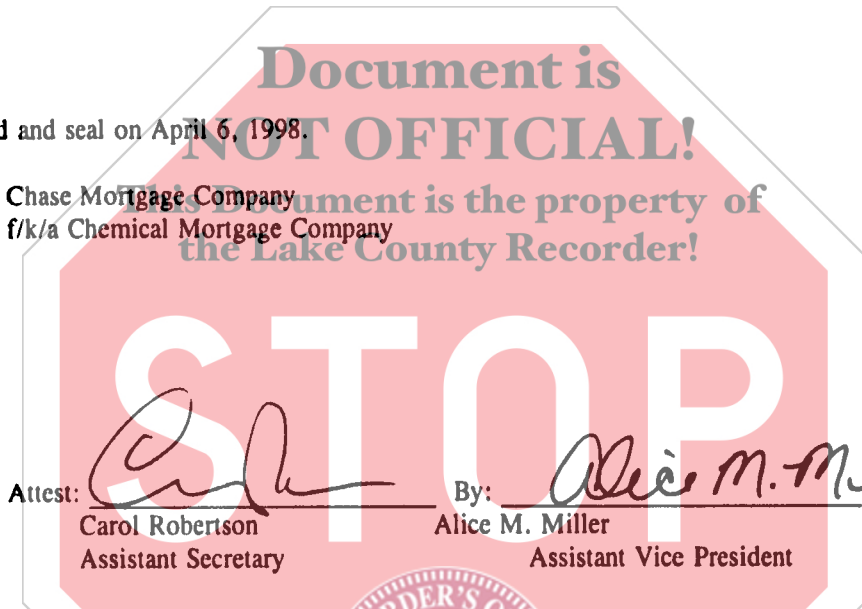 Document is
NOT OFFICIAL!
d and seal on April 6, 1998.
This Document is the property of
the Lake County Recorder!
Chase Mortgage Company
f/k/a Chemical Mortgage Company
STOP
Attest:
By: Alice M. M
Carol Robertson
Alice M. Miller
Assistant Secretary
Assistant Vice President
RDER'S O